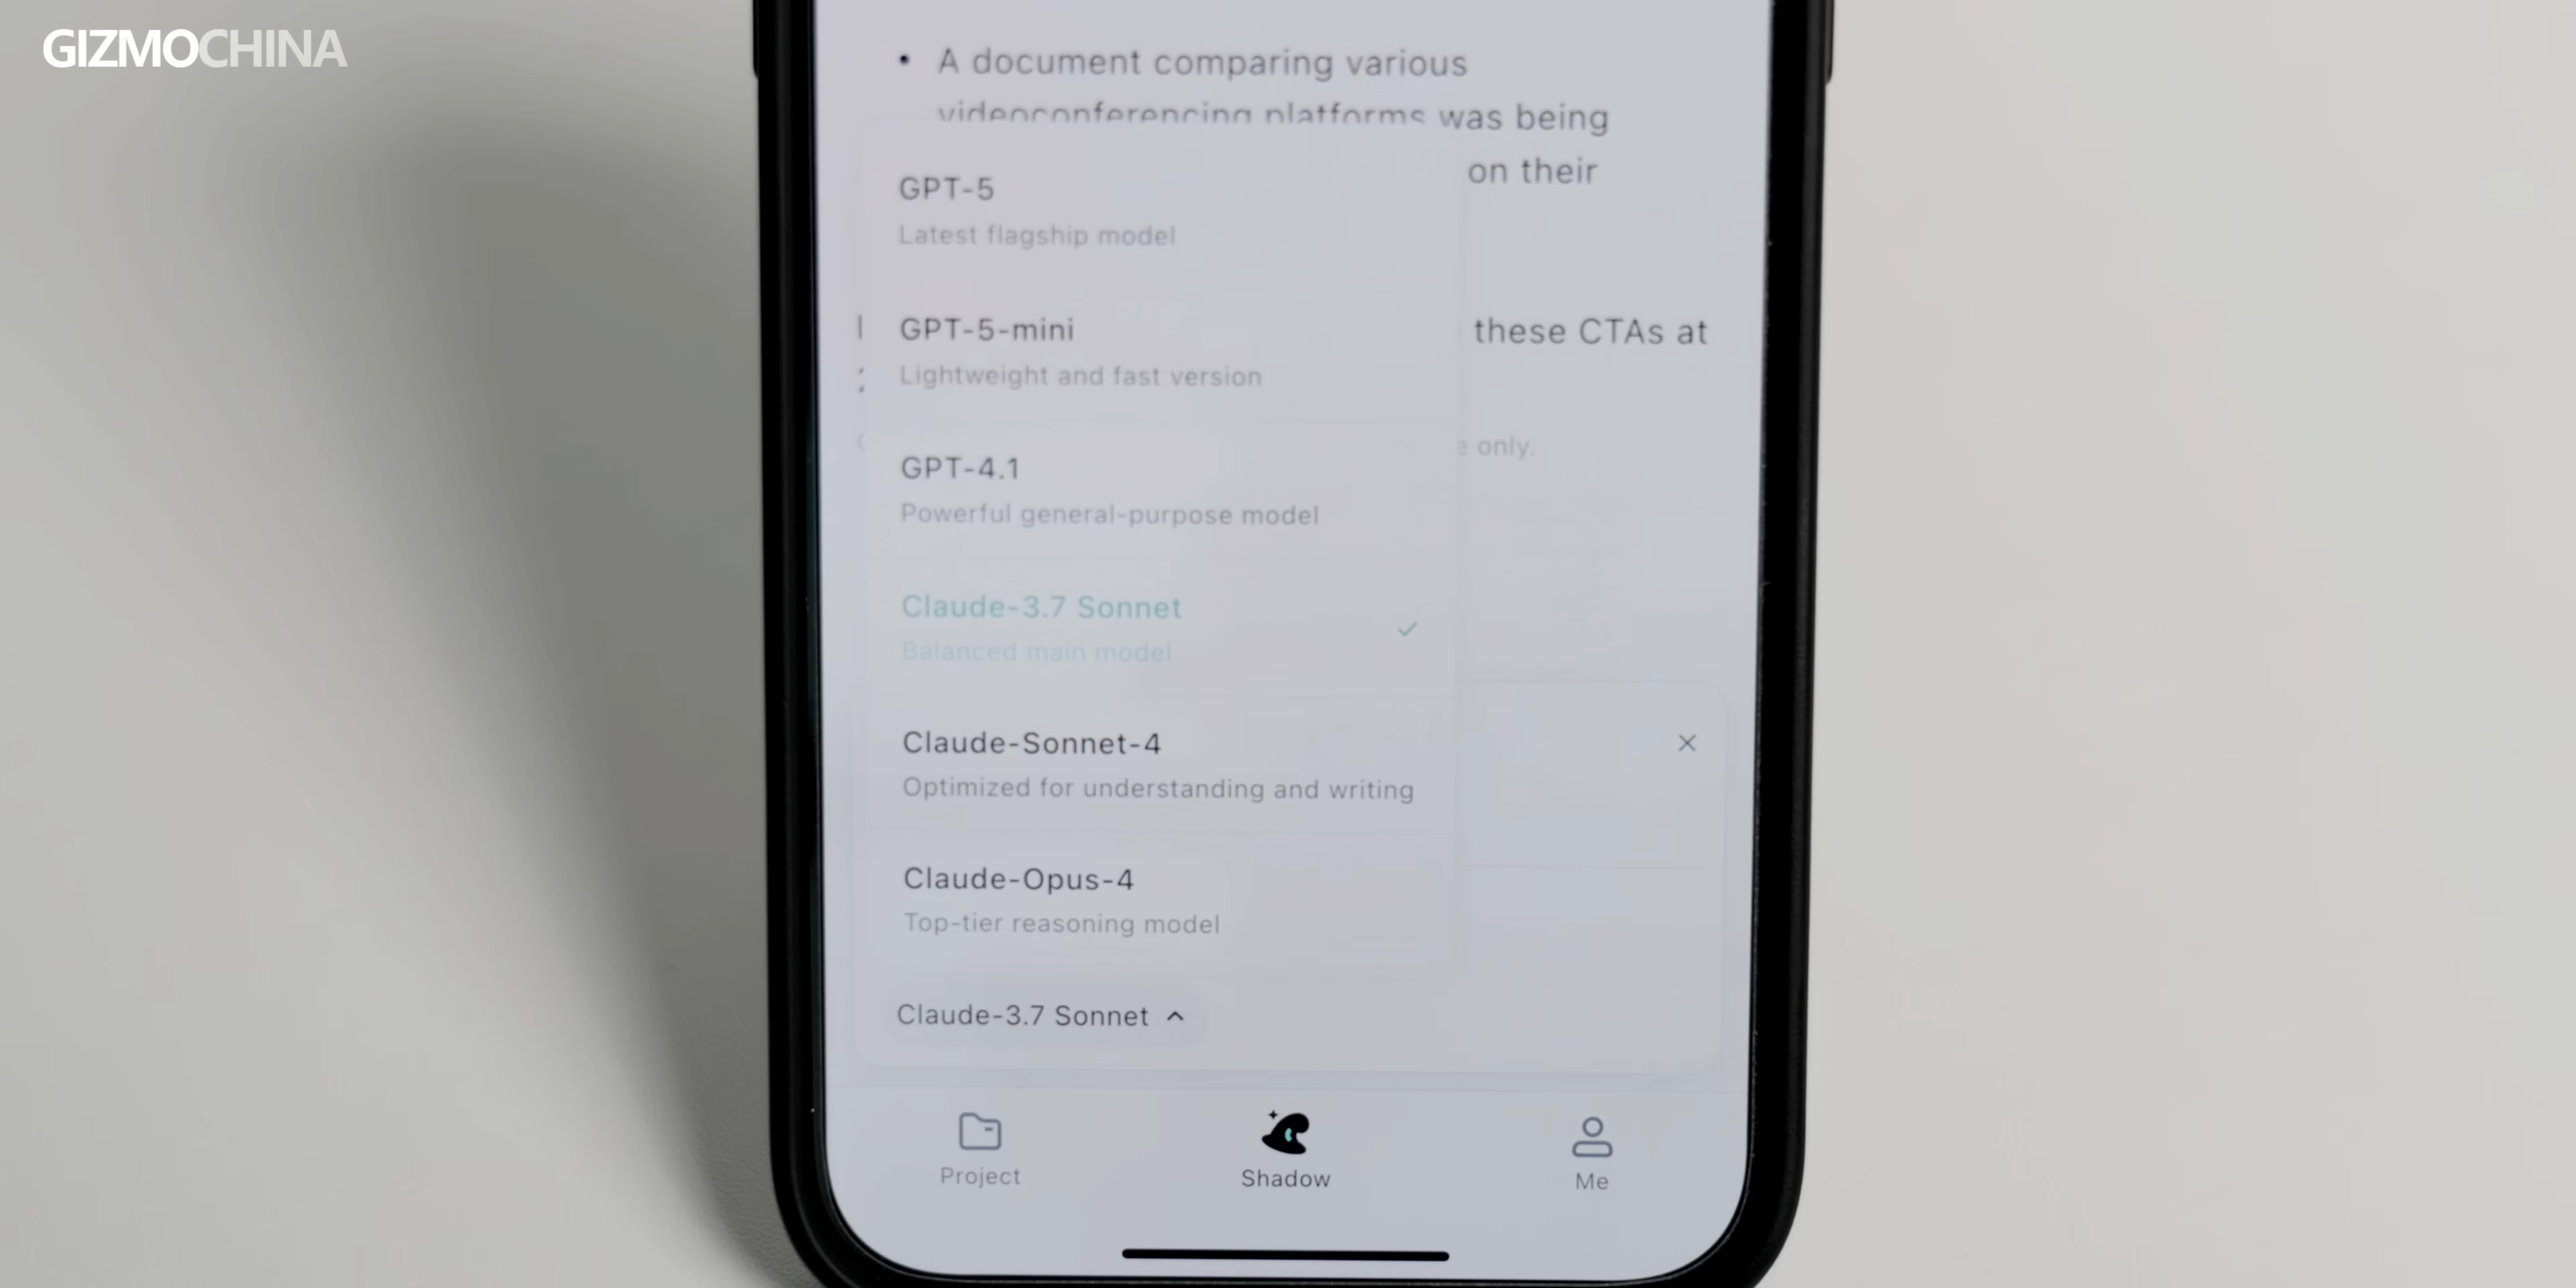 GIZMOCHINA
• A document comparing various
videoconferencing platforms was being
on their
GPT-5
Latest flagship model
GPT-5-mini
Lightweight and fast version
these CTAs at
only.
GPT-4.1
Powerful general-purpose model
Claude-3.7 Sonnet
Balanced main model
Claude-Sonnet-4
Optimized for understanding and writing
Claude-Opus-4
Top-tier reasoning model
Claude-3.7 Sonnet
Project
Shadow
Me